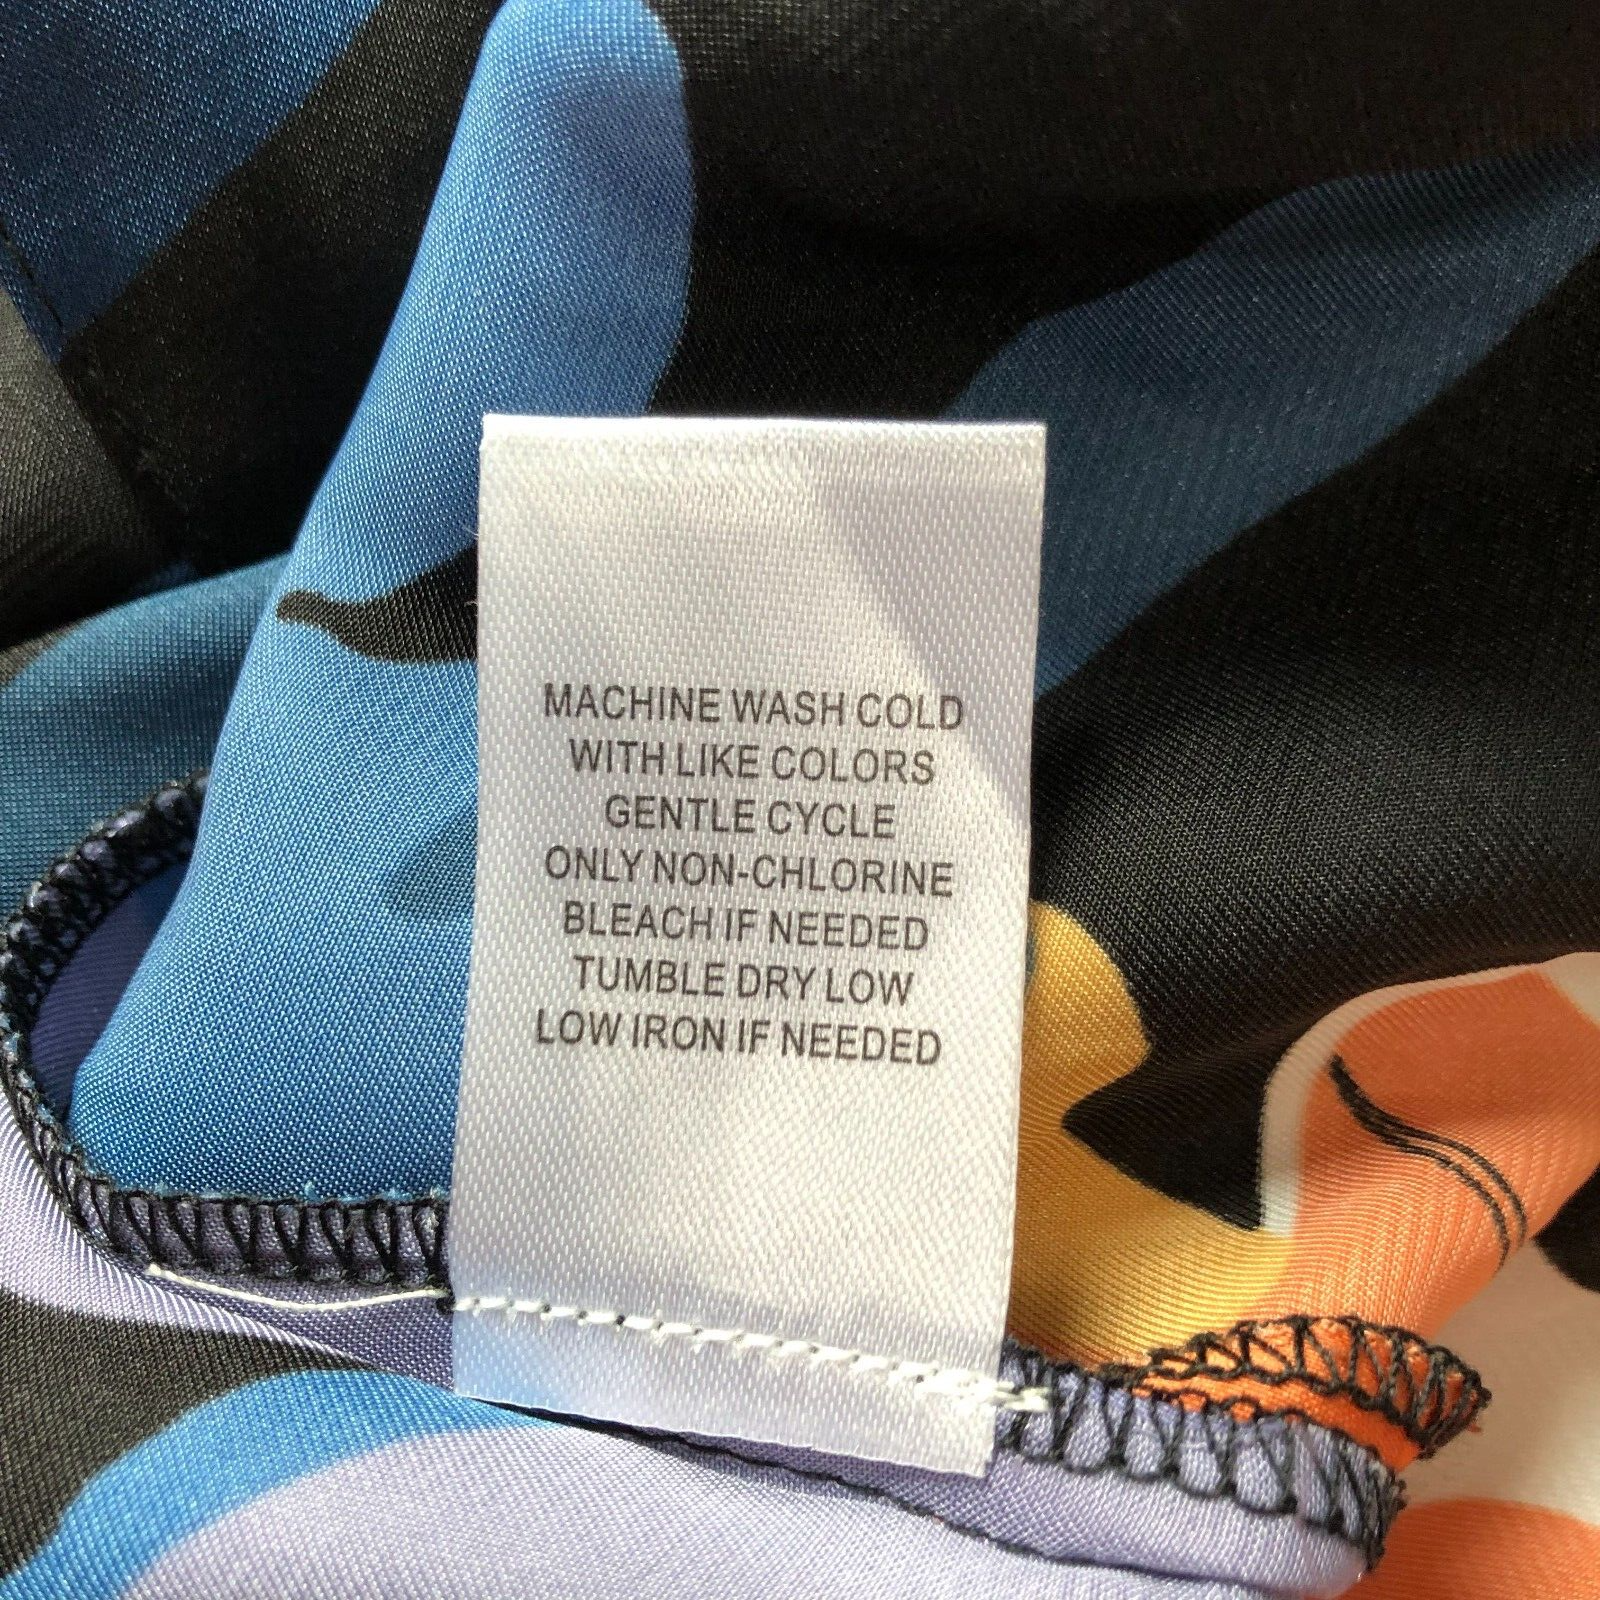 MACHINE WASH COLD
WITH LIKE COLORS
GENTLE CYCLE
ONLY NON-CHLORINE
BLEACH IF NEEDED
TUMBLE DRY LOW
LOW IRON IF NEEDED